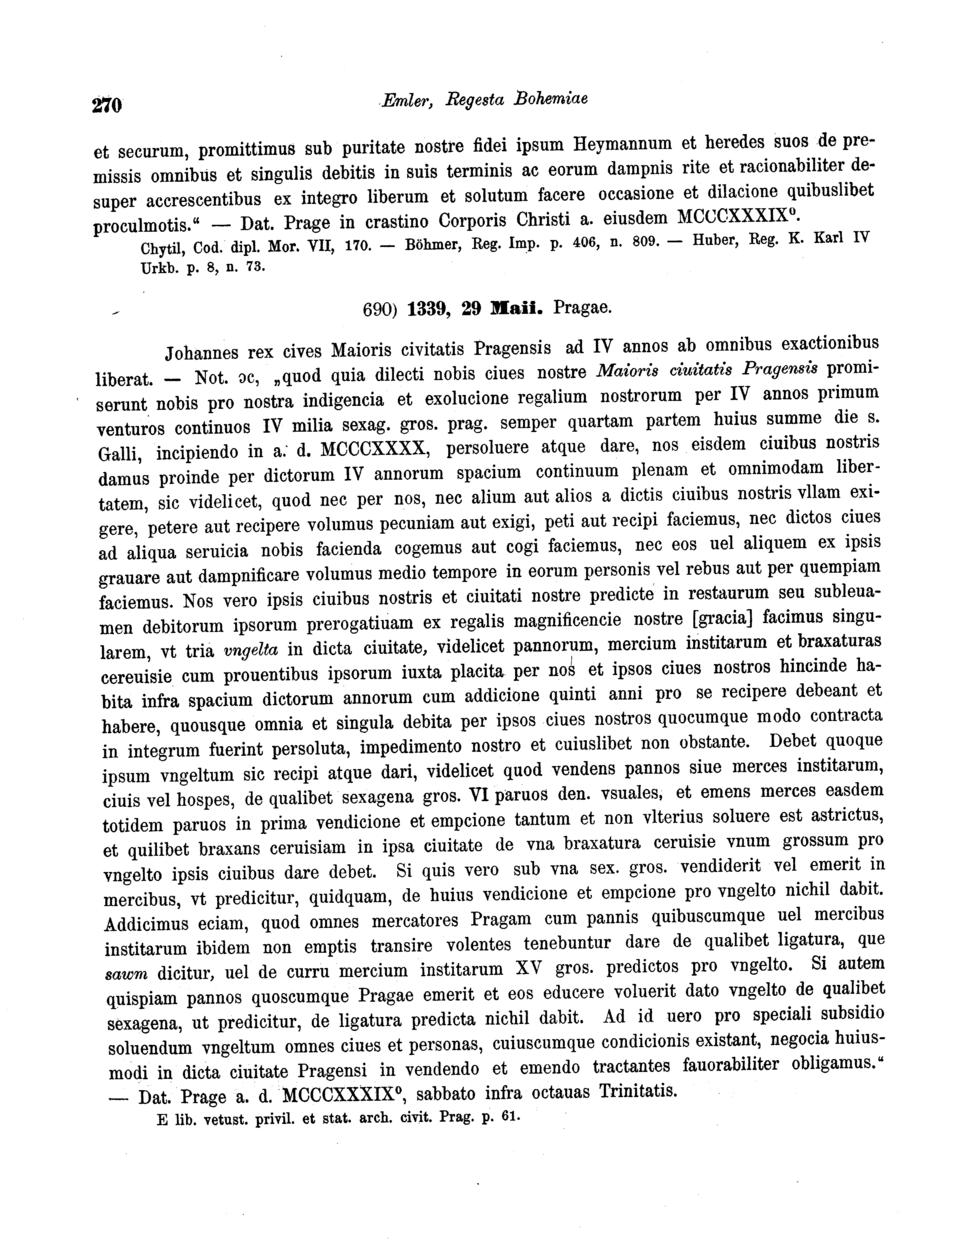 270 Emler, Regesta Bohemiae
et securum, promittimus sub puritate nostre fidei ipsum Heymannum et heredes suos de pre-
missis omnibus et singulis debitis in suis terminis ac eorum dampnis rite et racionabiliter de-
super accrescentibus ex integro liberum et solutum facere occasione et dilacione quibuslibet
proculmotis.“ — Dat. Prage in crastino Corporis Christi a. eiusdem MCCCXXXIX⁰.
Chytil, Cod. dipl. Mor. VII, 170. — Böhmer, Reg. Imp. p. 406, n. 809. — Huber, Reg. K. Karl IV
Urkb. p. 8, n. 73.
690) 1339, 29 Maii. Pragae.
Johannes rex cives Maioris civitatis Pragensis ad IV annos ab omnibus exactionibus
liberat. — Not. ɔc, „quod quia dilecti nobis ciues nostre Maioris ciuitatis Pragensis promi-
serunt nobis pro nostra indigencia et exolucione regalium nostrorum per IV annos primum
venturos continuos IV milia sexag. gros. prag. semper quartam partem huius summe die s.
Galli, incipiendo in a. d. MCCCXXXX, persoluere atque dare, nos eisdem ciuibus nostris
damus proinde per dictorum IV annorum spacium continuum plenam et omnimodam liber-
tatem, sic videlicet, quod nec per nos, nec alium aut alios a dictis ciuibus nostris vllam exi-
gere, petere aut recipere volumus pecuniam aut exigi, peti aut recipi faciemus, nec dictos ciues
ad aliqua seruicia nobis facienda cogemus aut cogi faciemus, nec eos uel aliquem ex ipsis
grauare aut dampnificare volumus medio tempore in eorum personis vel rebus aut per quempiam
faciemus. Nos vero ipsis ciuibus nostris et ciuitati nostre predicte in restaurum seu subleua-
men debitorum ipsorum prerogatiuam ex regalis magnificencie nostre [gracia] facimus singu-
larem, vt tria vngelta in dicta ciuitate, videlicet pannorum, mercium institarum et braxaturas
cereuisie cum prouentibus ipsorum iuxta placita per nos et ipsos ciues nostros hincinde ha-
bita infra spacium dictorum annorum cum addicione quinti anni pro se recipere debeant et
habere, quousque omnia et singula debita per ipsos ciues nostros quocumque modo contracta
in integrum fuerint persoluta, impedimento nostro et cuiuslibet non obstante. Debet quoque
ipsum vngeltum sic recipi atque dari, videlicet quod vendens pannos siue merces institarum,
ciuis vel hospes, de qualibet sexagena gros. VI paruos den. vsuales, et emens merces easdem
totidem paruos in prima vendicione et empcione tantum et non vlterius soluere est astrictus,
et quilibet braxans ceruisiam in ipsa ciuitate de vna braxatura ceruisie vnum grossum pro
vngelto ipsis ciuibus dare debet. Si quis vero sub vna sex. gros. vendiderit vel emerit in
mercibus, vt predicitur, quidquam, de huius vendicione et empcione pro vngelto nichil dabit.
Addicimus eciam, quod omnes mercatores Pragam cum pannis quibuscumque uel mercibus
institarum ibidem non emptis transire volentes tenebuntur dare de qualibet ligatura, que
sawm dicitur, uel de curru mercium institarum XV gros. predictos pro vngelto. Si autem
quispiam pannos quoscumque Pragae emerit et eos educere voluerit dato vngelto de qualibet
sexagena, ut predicitur, de ligatura predicta nichil dabit. Ad id uero pro speciali subsidio
soluendum vngeltum omnes ciues et personas, cuiuscumque condicionis existant, negocia huius-
modi in dicta ciuitate Pragensi in vendendo et emendo tractantes fauorabiliter obligamus.“
— Dat. Prage a. d. MCCCXXXIX⁰, sabbato infra octauas Trinitatis.
E lib. vetust. privil. et stat. arch. civit. Prag. p. 61.